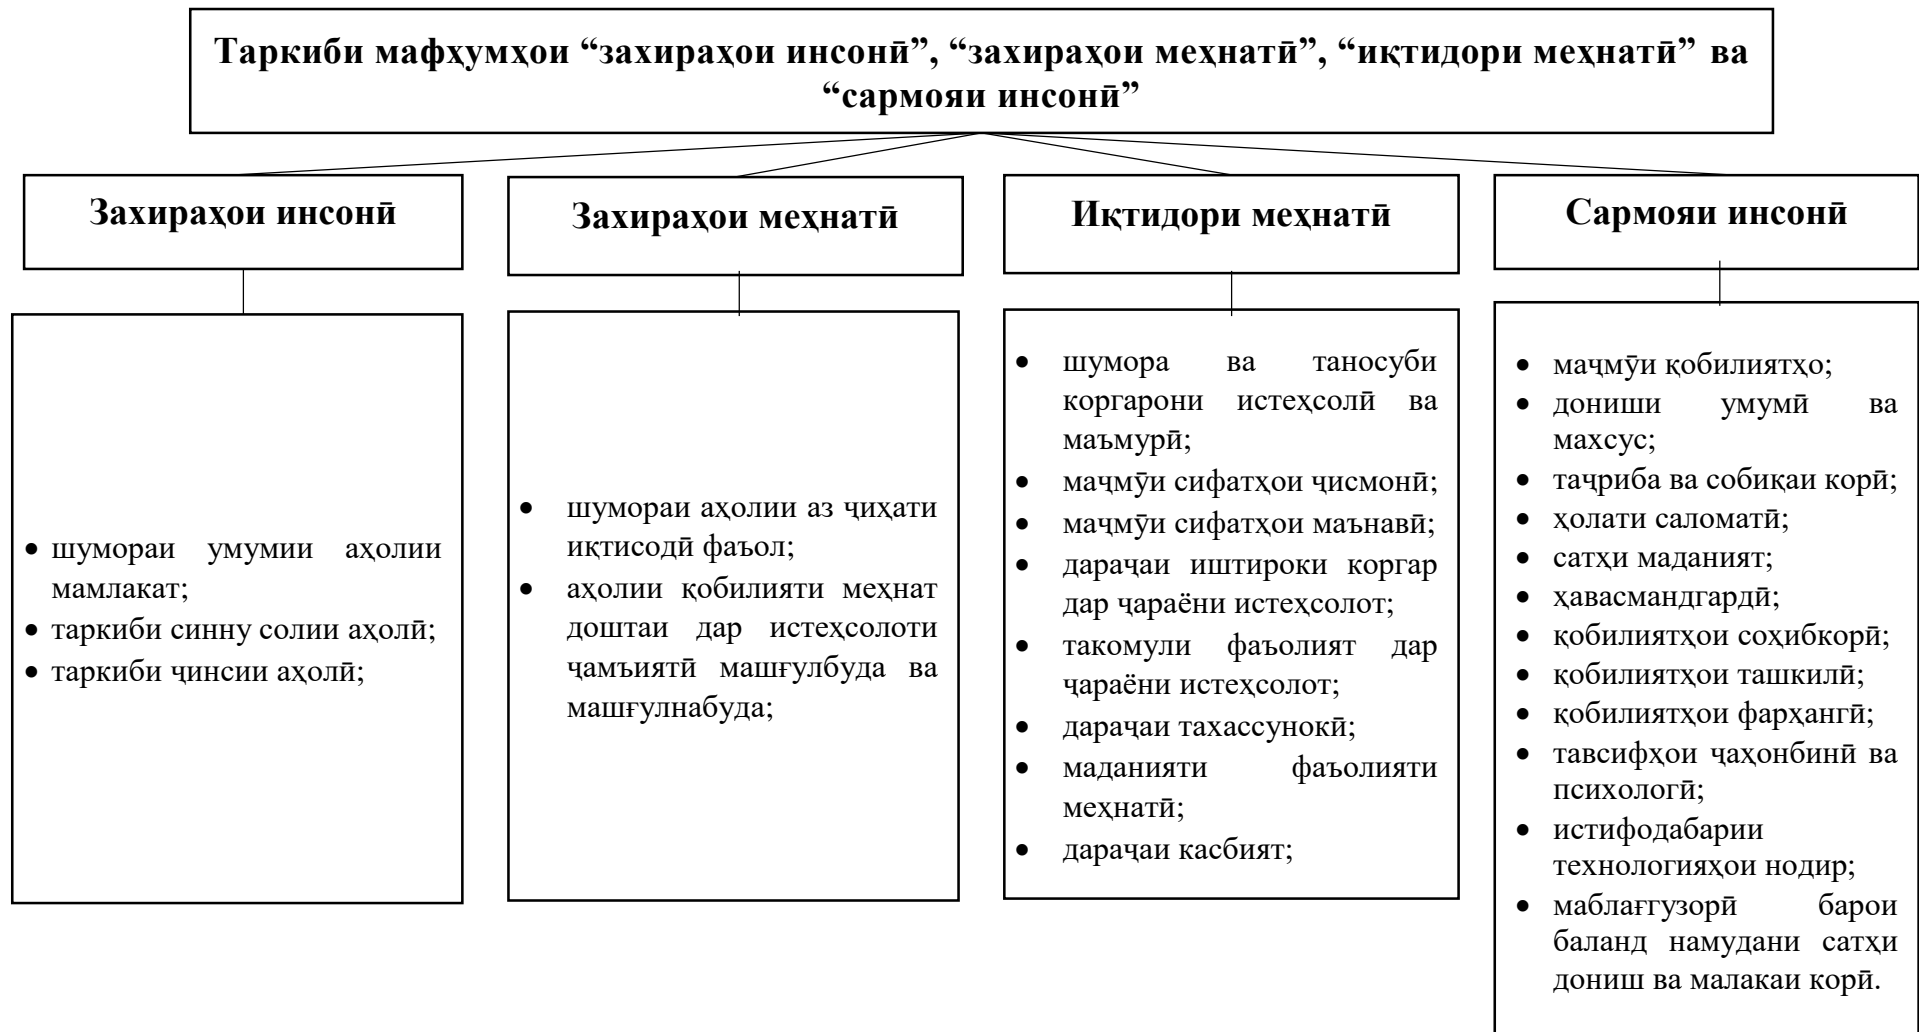 Таркиби мафҳумҳои “захираҳои инсонӣ”, “захираҳои меҳнатӣ”, “иқтидори меҳнатӣ” ва
“сармояи инсонӣ”
Захираҳои инсонӣ
• шумораи умумии аҳолии
мамлакат;
• таркиби синну солии аҳолӣ;
• таркиби ҷинсии аҳолӣ;
Захираҳои меҳнатӣ
• шумораи аҳолии аз ҷиҳати
иқтисодӣ фаъол;
• аҳолии қобилияти меҳнат
доштаи дар истеҳсолоти
ҷамъиятӣ машғулбуда ва
машғулнабуда;
Иқтидори меҳнатӣ
• шумора ва таносуби
коргарони истеҳсолӣ ва
маъмурӣ;
• маҷмӯи сифатҳои ҷисмонӣ;
• маҷмӯи сифатҳои маънавӣ;
• дараҷаи иштироки коргар
дар ҷараёни истеҳсолот;
• такомули фаъолият дар
ҷараёни истеҳсолот;
• дараҷаи тахассунокӣ;
• маданияти фаъолияти
меҳнатӣ;
• дараҷаи касбият;
Сармояи инсонӣ
• маҷмӯи қобилиятҳо;
• дониши умумӣ ва
махсус;
• таҷриба ва собиқаи корӣ;
• ҳолати саломатӣ;
• сатҳи маданият;
• ҳавасмандгардӣ;
• қобилиятҳои соҳибкорӣ;
• қобилиятҳои ташкилӣ;
• қобилиятҳои фарҳангӣ;
• тавсифҳои ҷаҳонбинӣ ва
психологӣ;
• истифодабарии
технологияҳои нодир;
• маблағгузорӣ барои
баланд намудани сатҳи
дониш ва малакаи корӣ.